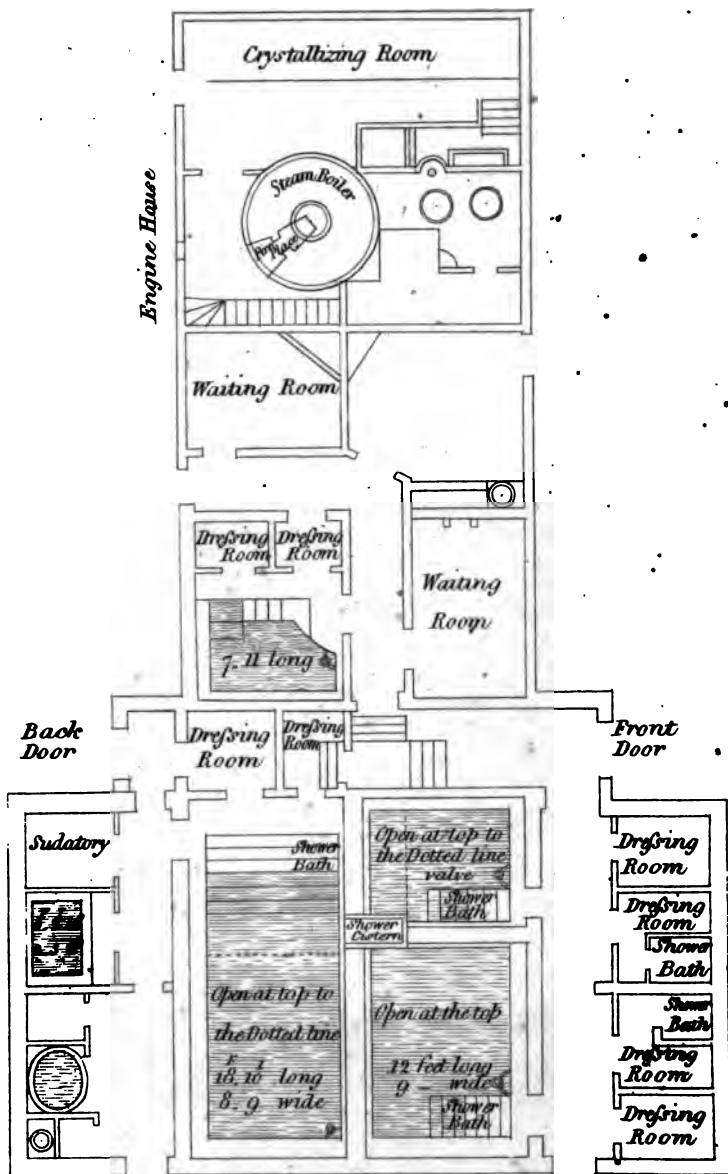 Crystallizing Room
Engine House
Steam Boiler
Fire
Place
Waiting Room
Dreſsing
Room
Dreſsing
Room
Waiting
Room
7.. 11 long
Back
Door
Dreſsing
Room
Dreſsing
Room
Front
Door
Sudatory
Shower
Bath
Open at top to
the Dotted line
valve
Shower
Bath
Shower
Cistern
Dreſsing
Room
Dreſsing
Room
Shower
Bath
Open at top to
the Dotted line
F I
18, 10 long
8.. 9 wide
Open at the top
12 feet long
9 — wide
Shower
Bath
Shower
Bath
Dreſsing
Room
Dreſsing
Room